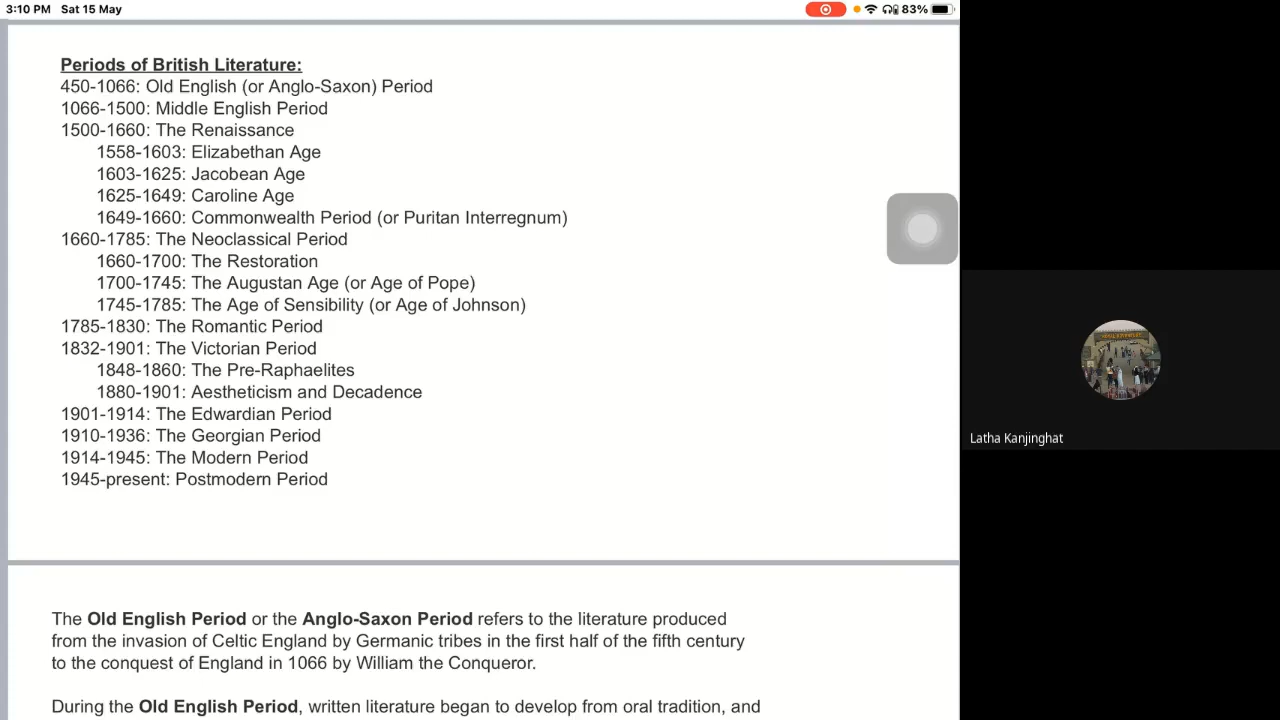 3:10 PM Sat 15 May
83%
Periods of British Literature:
450-1066: Old English (or Anglo-Saxon) Period
1066-1500: Middle English Period
1500-1660: The Renaissance
1558-1603: Elizabethan Age
1603-1625: Jacobean Age
1625-1649: Caroline Age
1649-1660: Commonwealth Period (or Puritan Interregnum)
1660-1785: The Neoclassical Period
1660-1700: The Restoration
1700-1745: The Augustan Age (or Age of Pope)
1745-1785: The Age of Sensibility (or Age of Johnson)
1785-1830: The Romantic Period
1832-1901: The Victorian Period
1848-1860: The Pre-Raphaelites
1880-1901: Aestheticism and Decadence
1901-1914: The Edwardian Period
1910-1936: The Georgian Period
1914-1945: The Modern Period
1945-present: Postmodern Period
The Old English Period or the Anglo-Saxon Period refers to the literature produced
from the invasion of Celtic England by Germanic tribes in the first half of the fifth century
to the conquest of England in 1066 by William the Conqueror.
During the Old English Period, written literature began to develop from oral tradition, and
Latha Kanjinghat